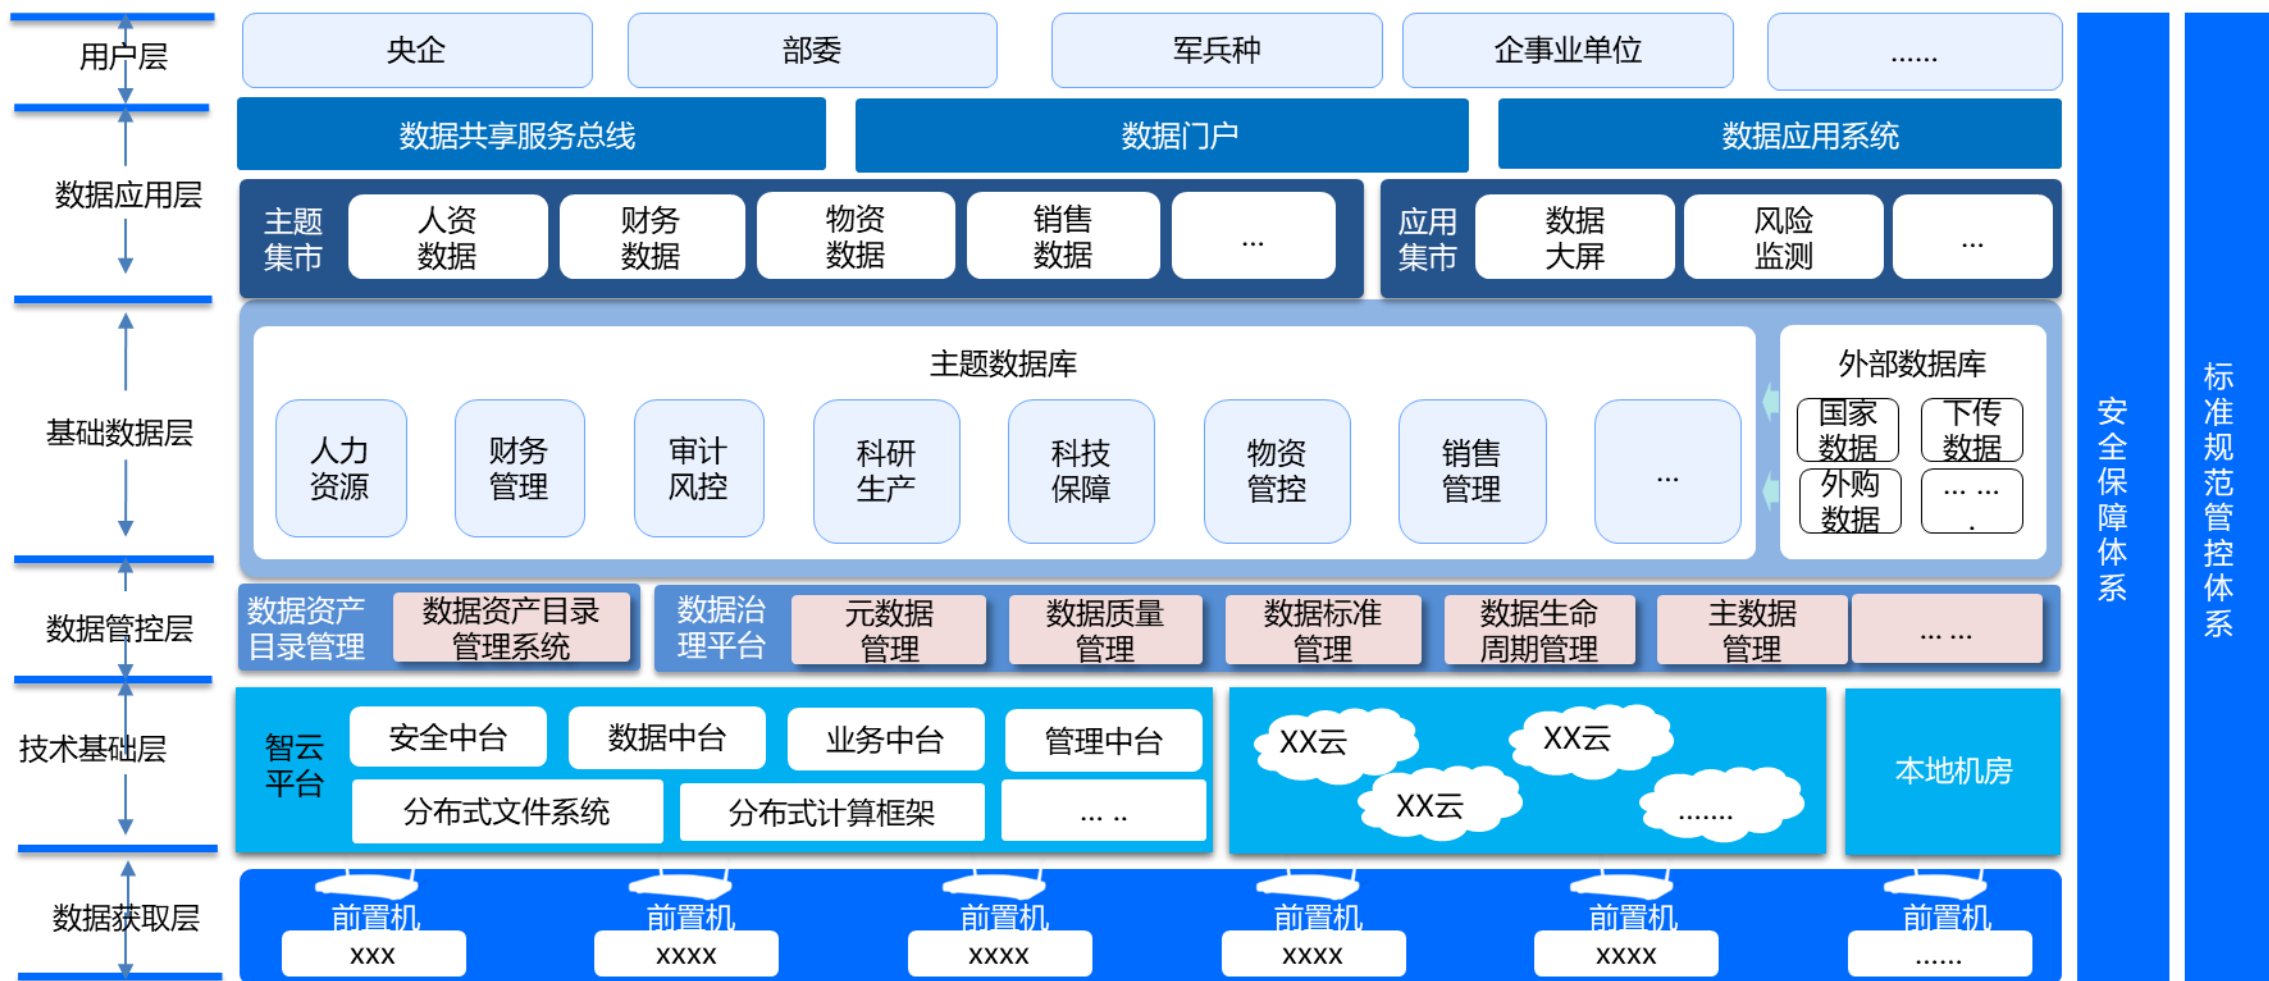 用户层
央企
部委
军兵种
企事业单位
......
数据应用层
数据共享服务总线
数据门户
数据应用系统
主题
集市
人资
数据
财务
数据
物资
数据
销售
数据
...
应用
集市
数据
大屏
风险
监测
...
基础数据层
主题数据库
人力
资源
财务
管理
审计
风控
科研
生产
科技
保障
物资
管控
销售
管理
...
外部数据库
国家
数据
下传
数据
外购
数据
... ...
.
数据管控层
数据资产
目录管理
数据资产目录
管理系统
数据治
理平台
元数据
管理
数据质量
管理
数据标准
管理
数据生命
周期管理
主数据
管理
... ...
技术基础层
智云
平台
安全中台
数据中台
业务中台
管理中台
分布式文件系统
分布式计算框架
... ..
XX云
XX云
XX云
.......
本地机房
数据获取层
前置机
xxx
前置机
xxxx
前置机
xxxx
前置机
xxxx
前置机
xxxx
前置机
......
安全保障体系
标准规范管控体系